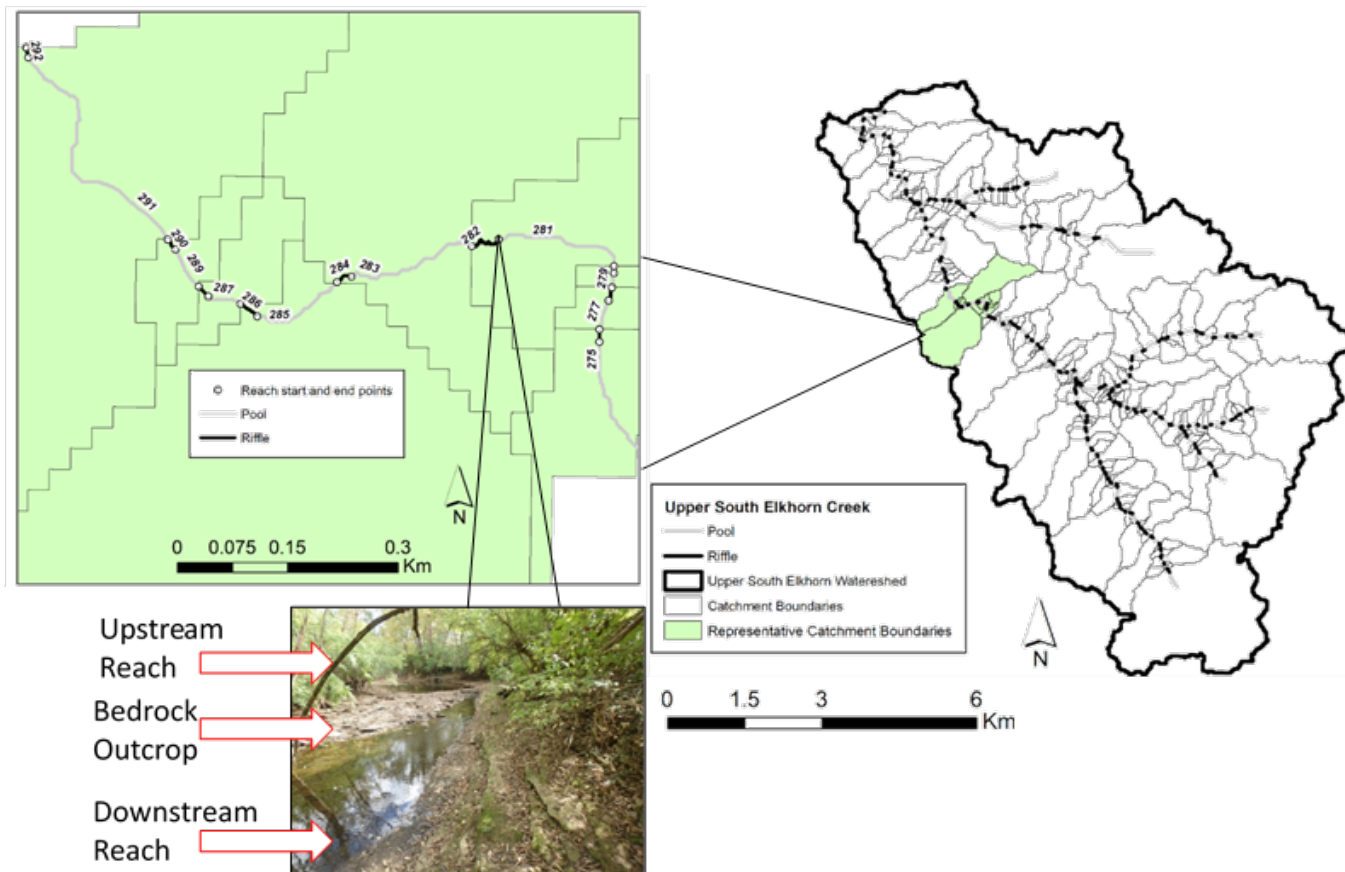 292
291
290
289
287
286
285
284
283
282
281
279
277
275
Reach start and end points
Pool
Riffle
N
0 0.075 0.15 0.3
Km
Upstream
Reach
Bedrock
Outcrop
Downstream
Reach
Upper South Elkhorn Creek
Pool
Riffle
Upper South Elkhorn Watereshed
Catchment Boundaries
Representative Catchment Boundaries
N
0 1.5 3 6
Km